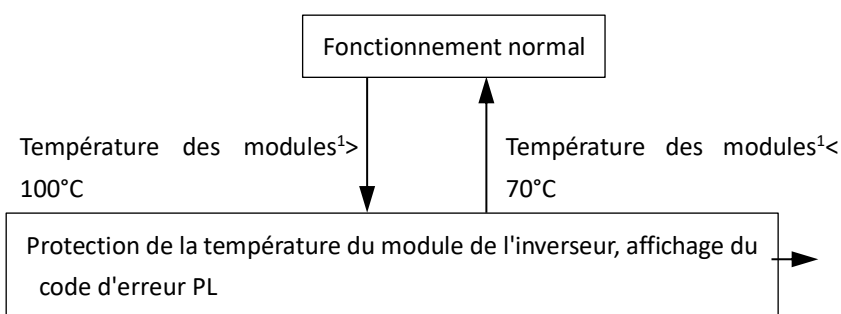 Fonctionnement normal
Température des modules¹>
100°C
Température des modules¹<
70°C
Protection de la température du module de l'inverseur, affichage du
code d'erreur PL